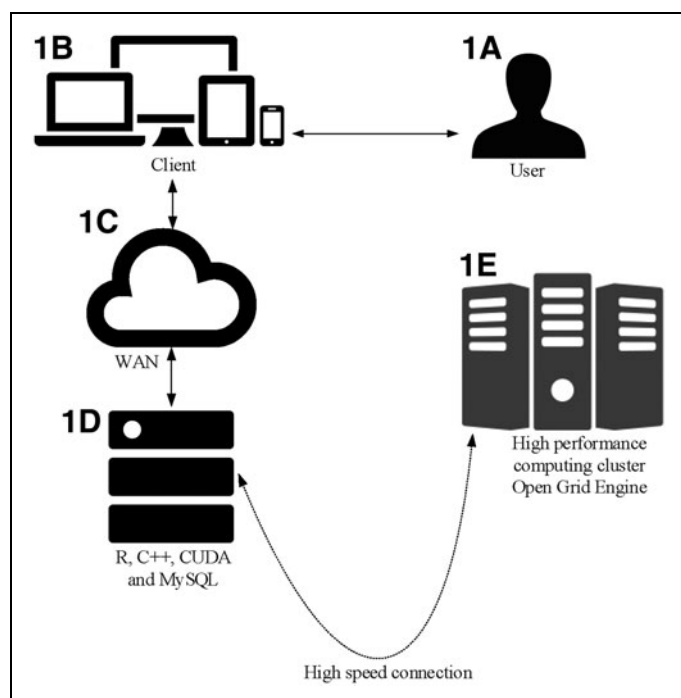 1B
1A
Client
User
1C
1E
WAN
1D
High performance
computing cluster
Open Grid Engine
R, C++, CUDA
and MySQL
High speed connection